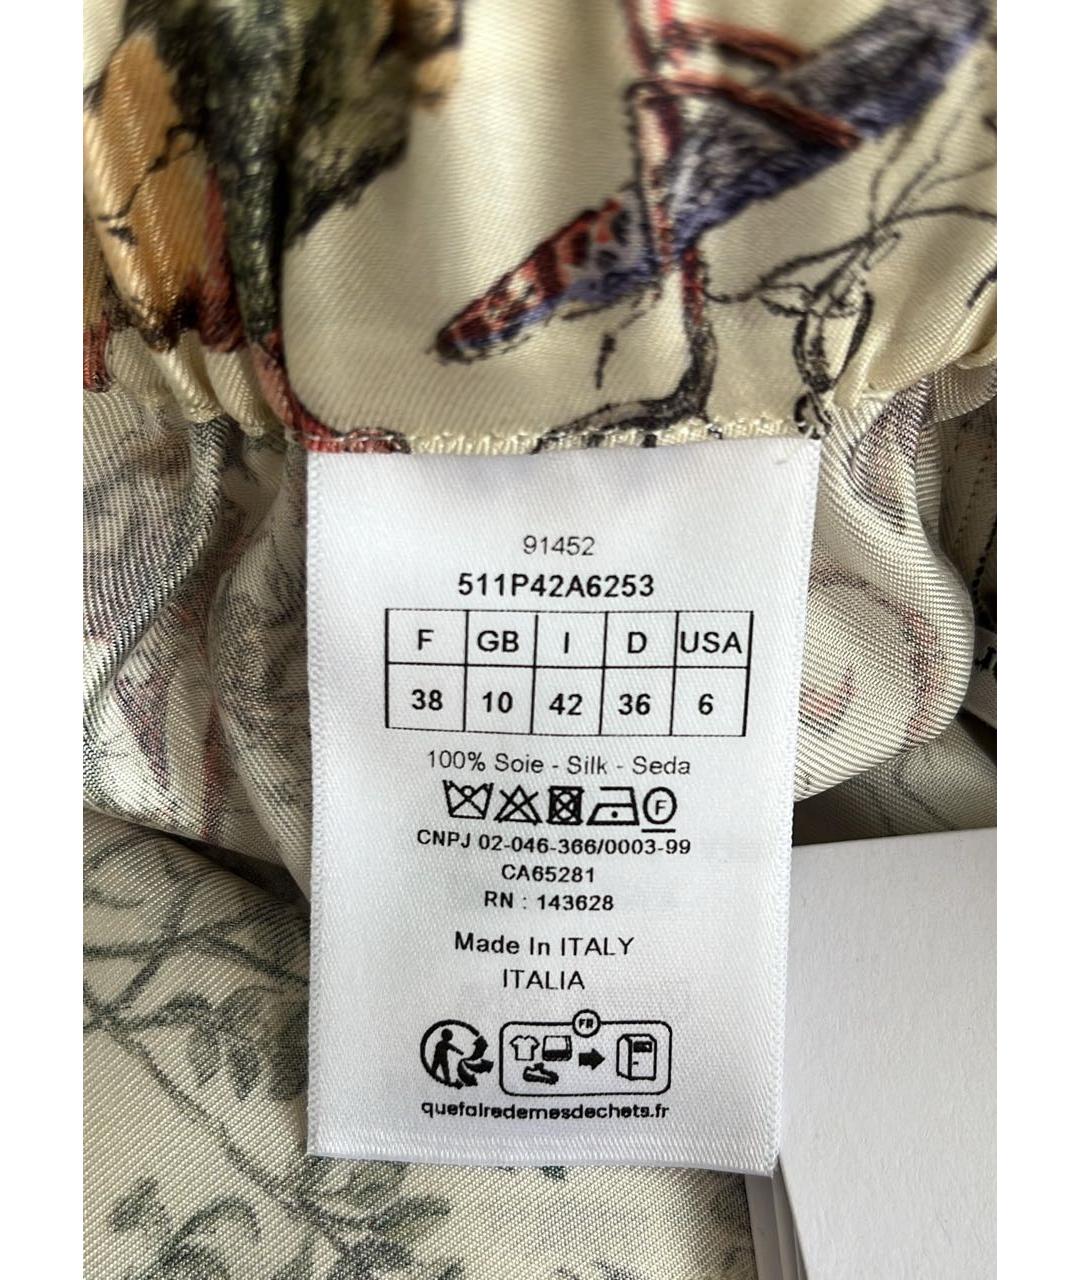 91452
511P42A6253
F GB I D USA
38 10 42 36 6
100% Soie - Silk - Seda
F
CNPJ 02-046-366/0003-99
CA65281
RN : 143628
Made In ITALY
ITALIA
FR
quefairedemesdechets.fr